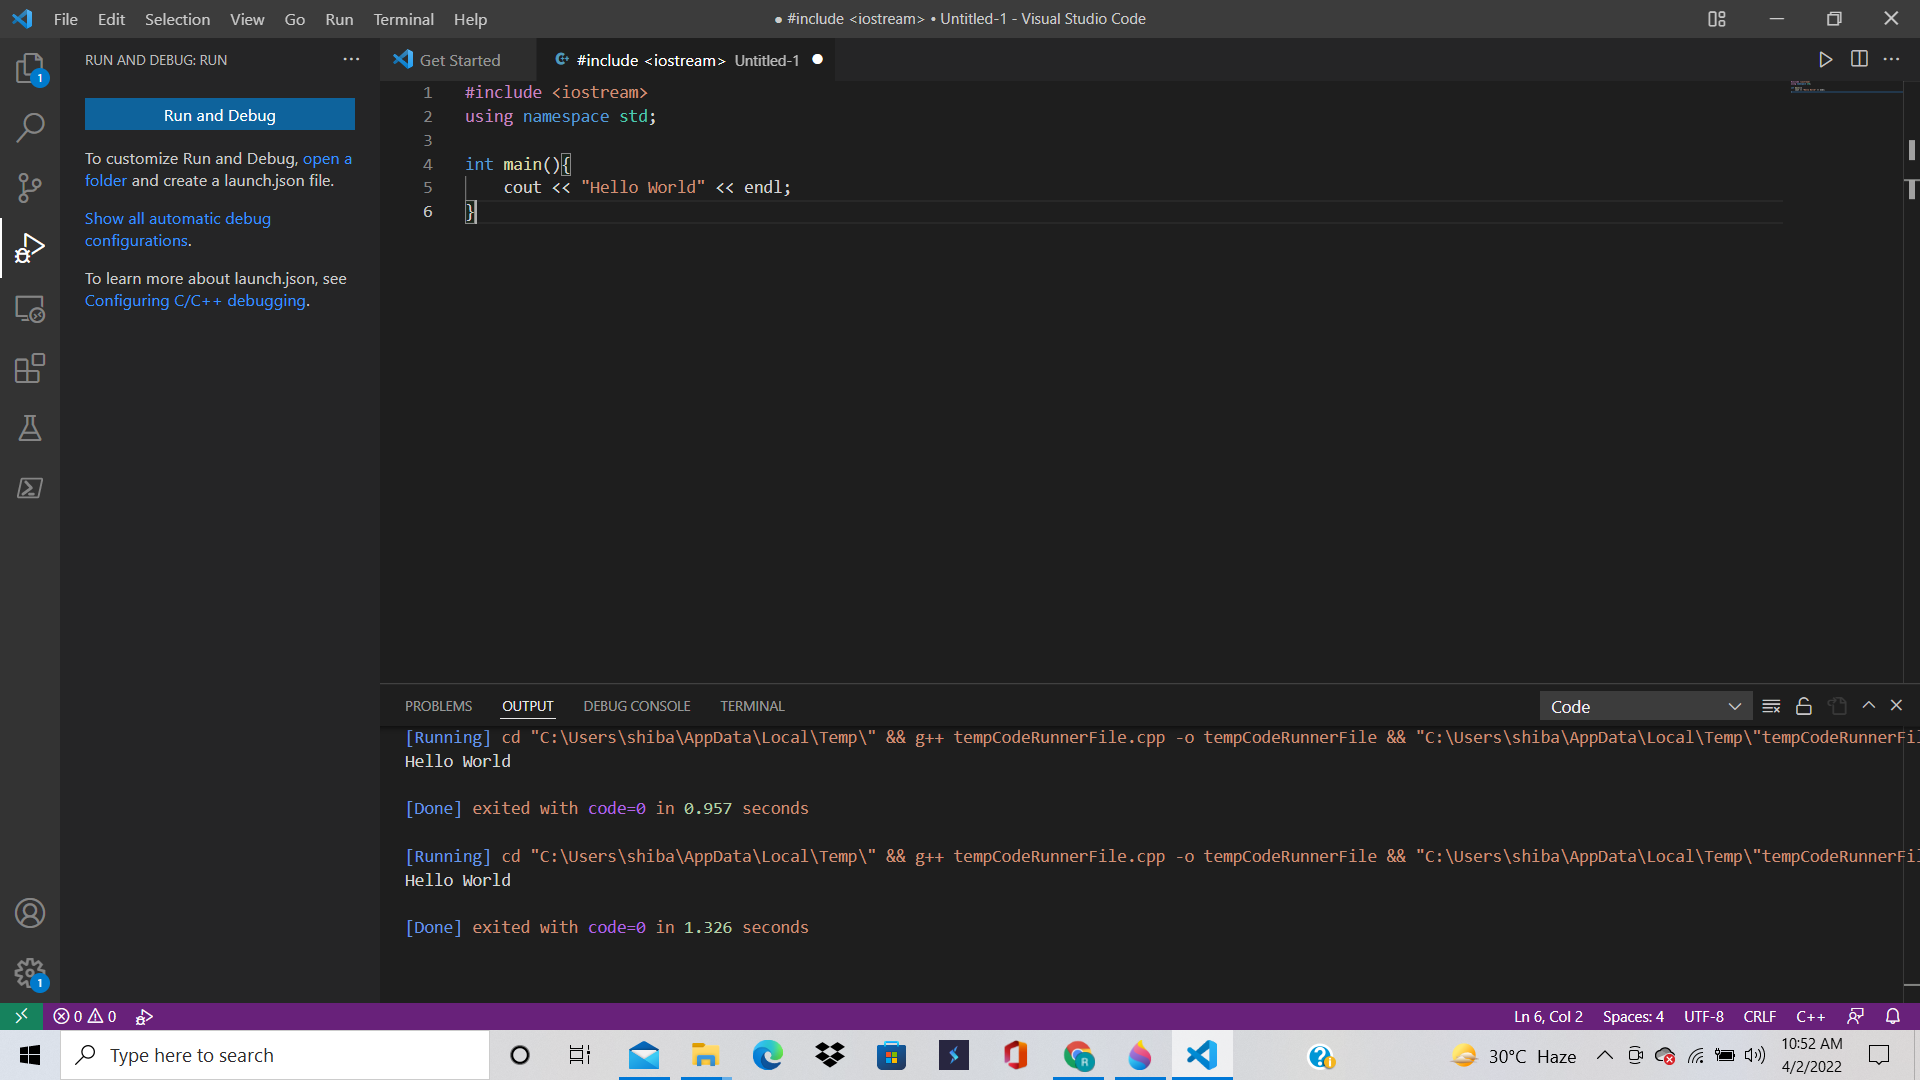 File Edit Selection View Go Run Terminal Help
● #include <iostream> • Untitled-1 - Visual Studio Code
RUN AND DEBUG: RUN
Get Started
#include <iostream> Untitled-1
1
Run and Debug
To customize Run and Debug, open a
folder and create a launch.json file.
Show all automatic debug
configurations.
To learn more about launch.json, see
Configuring C/C++ debugging.
1 #include <iostream>
2 using namespace std;
3
4 int main(){
5 cout << "Hello World" << endl;
6 }
PROBLEMS OUTPUT DEBUG CONSOLE TERMINAL
Code
[Running] cd "C:\Users\shiba\AppData\Local\Temp\" && g++ tempCodeRunnerFile.cpp -o tempCodeRunnerFile && "C:\Users\shiba\AppData\Local\Temp\"tempCodeRunnerFil
Hello World
[Done] exited with code=0 in 0.957 seconds
[Running] cd "C:\Users\shiba\AppData\Local\Temp\" && g++ tempCodeRunnerFile.cpp -o tempCodeRunnerFile && "C:\Users\shiba\AppData\Local\Temp\"tempCodeRunnerFil
Hello World
[Done] exited with code=0 in 1.326 seconds
1
0 0
Ln 6, Col 2 Spaces: 4 UTF-8 CRLF C++
Type here to search
R
30°C Haze
10:52 AM
4/2/2022